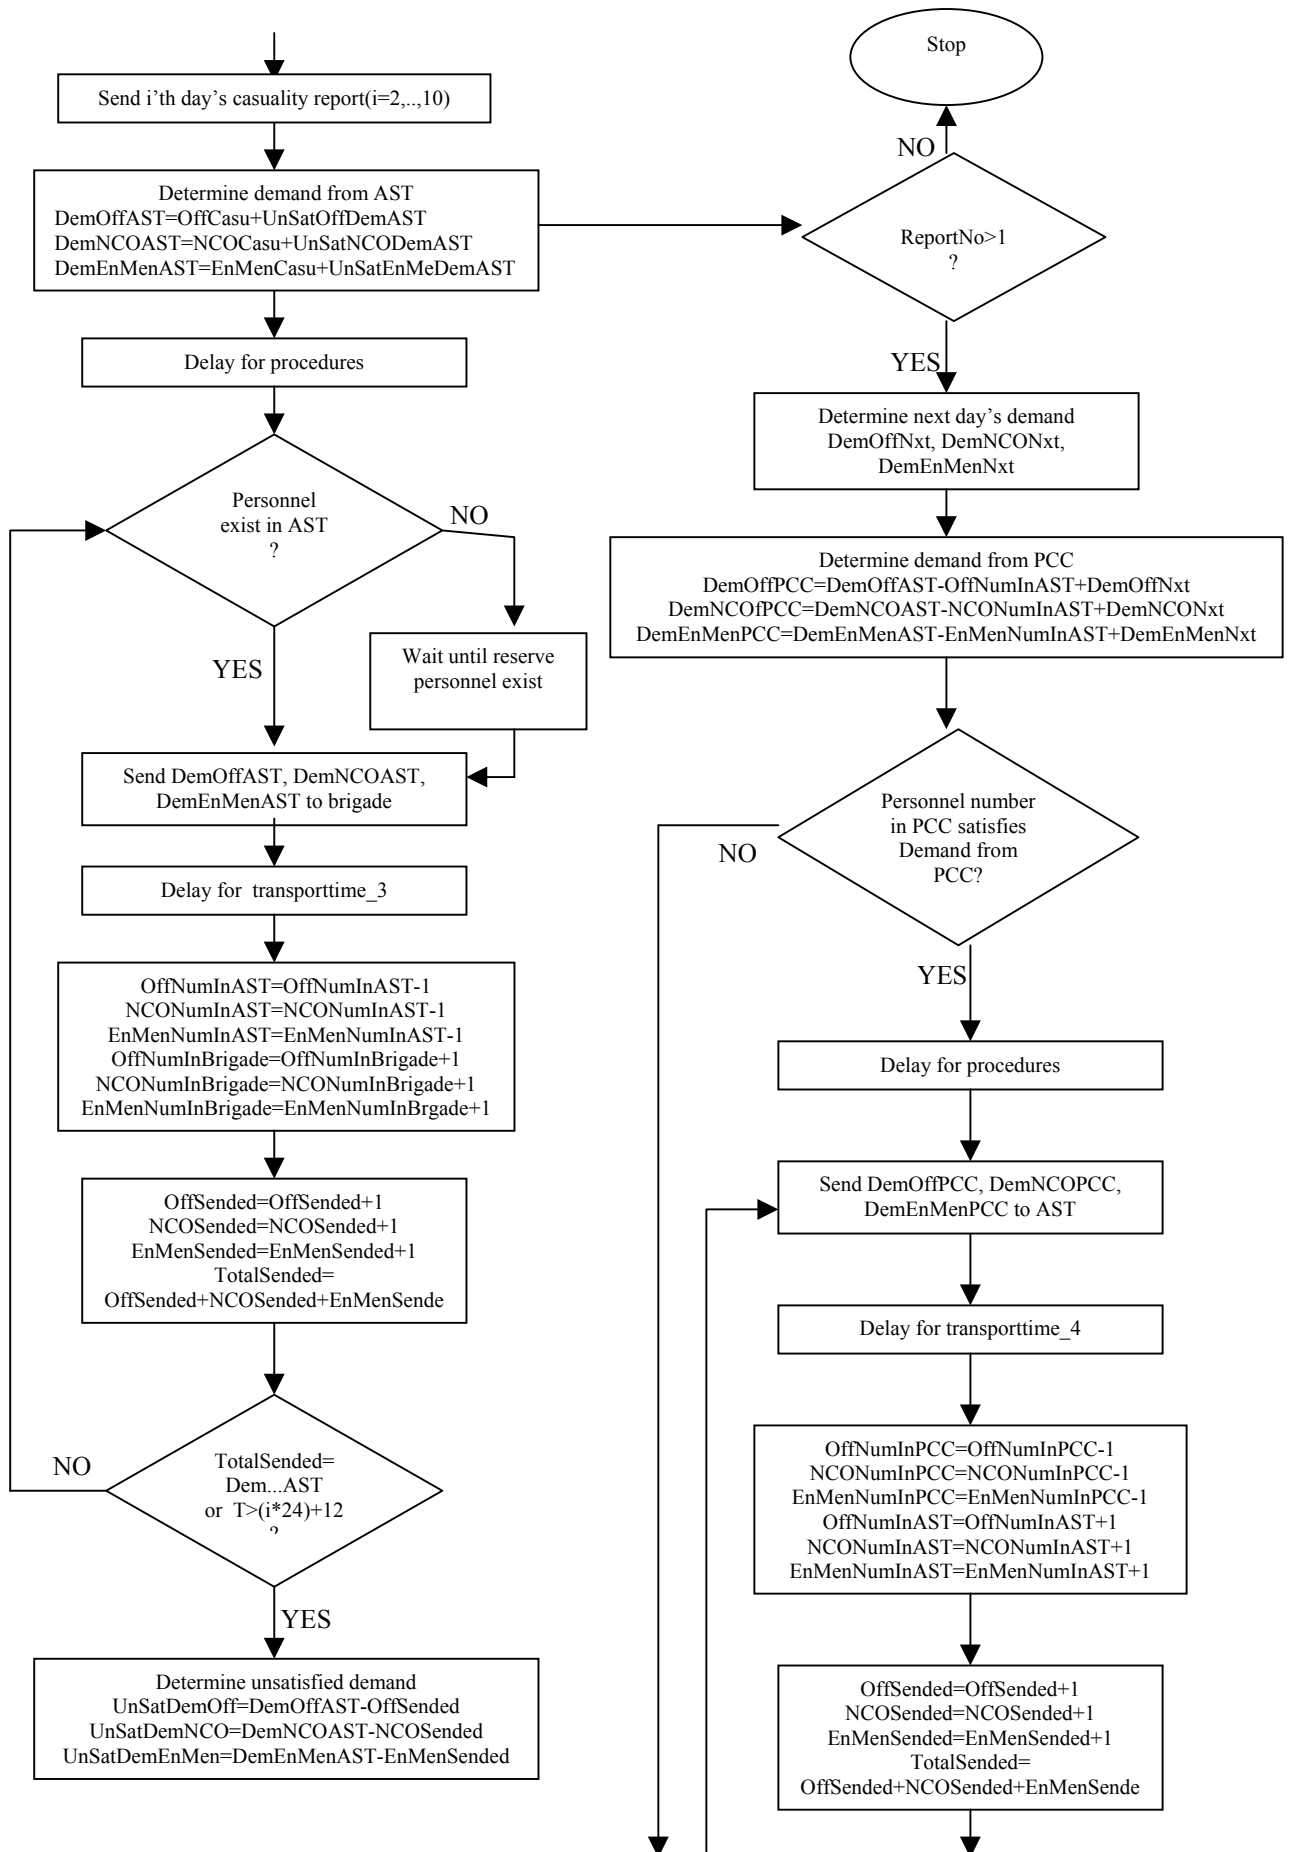 Send i'th day's casuality report(i=2,..,10)
Determine demand from AST
DemOffAST=OffCasu+UnSatOffDemAST
DemNCOAST=NCOCasu+UnSatNCODemAST
DemEnMenAST=EnMenCasu+UnSatEnMeDemAST
Delay for procedures
Personnel
exist in AST
?
NO
YES
Wait until reserve
personnel exist
Send DemOffAST, DemNCOAST,
DemEnMenAST to brigade
Delay for transporttime_3
OffNumInAST=OffNumInAST-1
NCONumInAST=NCONumInAST-1
EnMenNumInAST=EnMenNumInAST-1
OffNumInBrigade=OffNumInBrigade+1
NCONumInBrigade=NCONumInBrigade+1
EnMenNumInBrigade=EnMenNumInBrgade+1
OffSended=OffSended+1
NCOSended=NCOSended+1
EnMenSended=EnMenSended+1
TotalSended=
OffSended+NCOSended+EnMenSende
NO
TotalSended=
Dem...AST
or T>(i*24)+12
?
YES
Determine unsatisfied demand
UnSatDemOff=DemOffAST-OffSended
UnSatDemNCO=DemNCOAST-NCOSended
UnSatDemEnMen=DemEnMenAST-EnMenSended
Stop
NO
ReportNo>1
?
YES
Determine next day's demand
DemOffNxt, DemNCONxt,
DemEnMenNxt
Determine demand from PCC
DemOffPCC=DemOffAST-OffNumInAST+DemOffNxt
DemNCOfPCC=DemNCOAST-NCONumInAST+DemNCONxt
DemEnMenPCC=DemEnMenAST-EnMenNumInAST+DemEnMenNxt
Personnel number
in PCC satisfies
Demand from
PCC?
NO
YES
Delay for procedures
Send DemOffPCC, DemNCOPCC,
DemEnMenPCC to AST
Delay for transporttime_4
OffNumInPCC=OffNumInPCC-1
NCONumInPCC=NCONumInPCC-1
EnMenNumInPCC=EnMenNumInPCC-1
OffNumInAST=OffNumInAST+1
NCONumInAST=NCONumInAST+1
EnMenNumInAST=EnMenNumInAST+1
OffSended=OffSended+1
NCOSended=NCOSended+1
EnMenSended=EnMenSended+1
TotalSended=
OffSended+NCOSended+EnMenSende